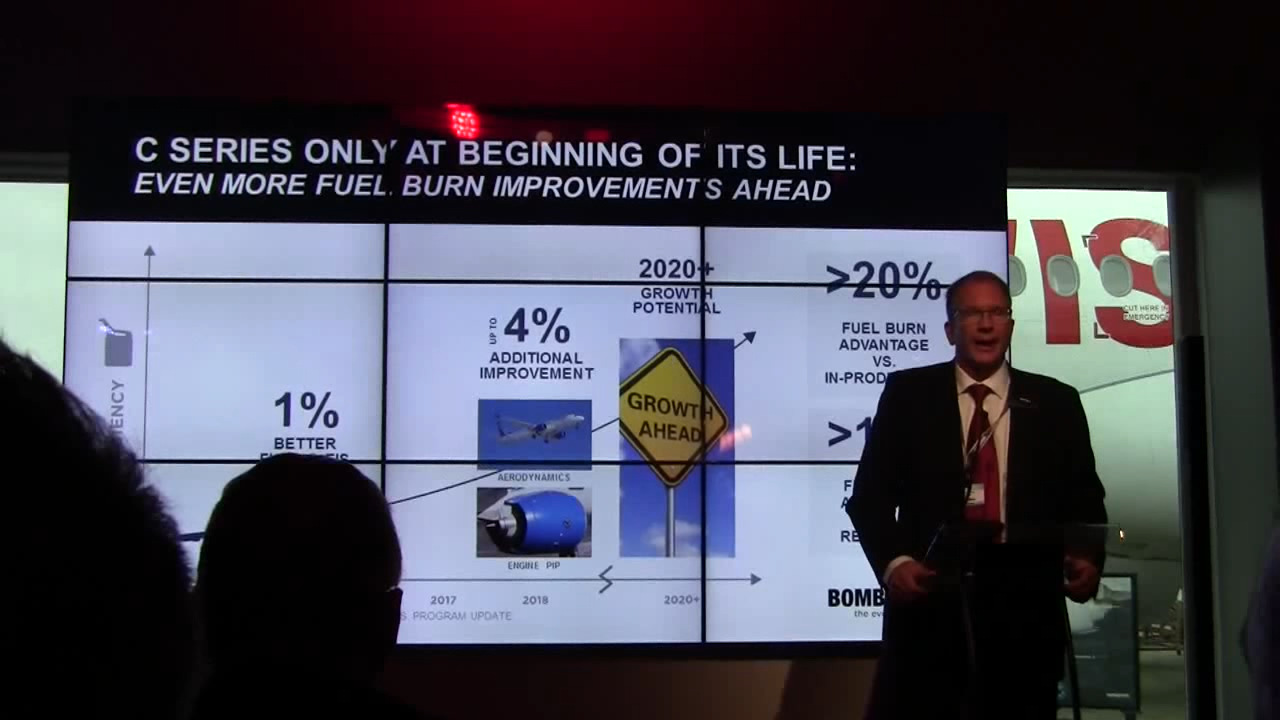 C SERIES ONLY AT BEGINNING OF ITS LIFE:
EVEN MORE FUEL BURN IMPROVEMENTS AHEAD
1%
BETTER
UP TO
4%
ADDITIONAL
IMPROVEMENT
AERODYNAMICS
ENGINE PIP
2020+
GROWTH
POTENTIAL
GROWTH
AHEAD
>20%
FUEL BURN
ADVANTAGE
VS.
2017
2018
2020+
PROGRAM UPDATE
the
IS
CUT HERE IN
EMERGENCY